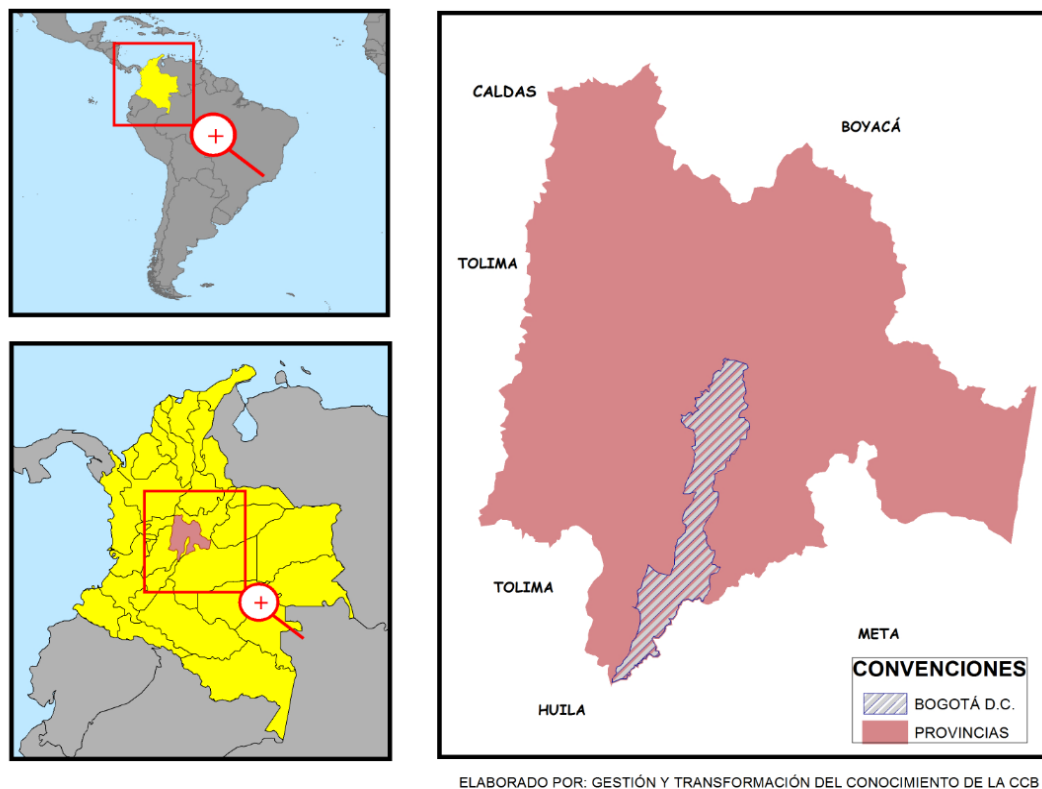 CALDAS
BOYACÁ
TOLIMA
TOLIMA
META
HUILA
CONVENCIONES
BOGOTÁ D.C.
PROVINCIAS
ELABORADO POR: GESTIÓN Y TRANSFORMACIÓN DEL CONOCIMIENTO DE LA CCB